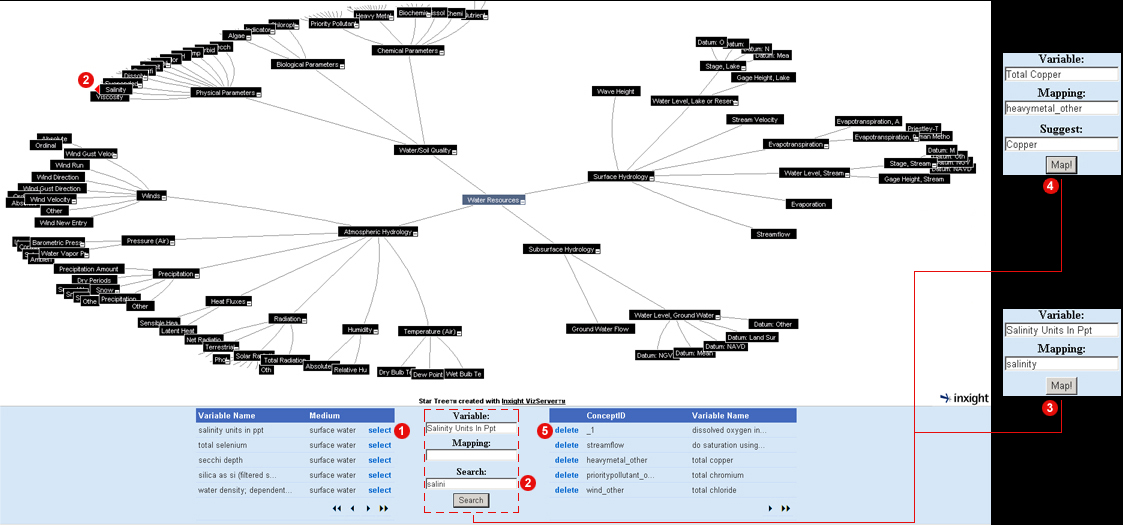 Algae
Indicator
Chloropt
Priority Pollutant
Heavy Metal
Biochemic
Chemical Parameters
Biological Parameters
Physical Parameters
2
Salinity
Viscosity
Water/Soil Quality
Water Resources
Datum: O
Datum:
Datum: N
Datum: Mea
Stage, Lake
Gage Height, Lake
Wave Height
Water Level, Lake or Reserv
Stream Velocity
Evapotranspiration, A
Evapotranspiration,
Priestley-T
Evapotranspiration
Datum: M
Stage, Stream
Water Level, Stream
Gage Height, Stream
Surface Hydrology
Evaporation
Streamflow
Absolute
Ordinal
Wind Gust Veloc
Wind Run
Wind Direction
Wind Gust Direction
Wind Velocity
Other
Wind New Entry
Winds
Atmospheric Hydrology
Pressure (Air)
Barometric Press
Water Vapor P
Precipitation Amount
Dry Periods
Snow
Othe
Precipitation
Other
Precipitation
Heat Fluxes
Sensible Hea
Latent Heat
Radiation
Net Radiatio
Terrestria
Solar Ra
Total Radiation
Oth
Humidity
Absolute
Relative Hu
Temperature (Air)
Dry Bulb Te
Dew Point
Wet Bulb Te
Subsurface Hydrology
Water Level, Ground Water
Ground Water Flow
Datum: Other
Datum: Land Sur
Datum: NAVD
Datum: Mean
Datum: NGV
Star Tree™ created with Inxight VizServer™
inxight
Variable Name Medium
salinity units in ppt surface water select
total selenium surface water select
secchi depth surface water select
silica as si (filtered s... surface water select
water density; dependent... surface water select
1
Variable:
Salinity Units In Ppt
Mapping:
Search:
salini
Search
2
5
ConceptID Variable Name
delete _1 dissolved oxygen in...
delete streamflow do saturation using...
delete heavymetal_other total copper
delete prioritypollutant_o... total chromium
delete wind_other total chloride
Variable:
Total Copper
Mapping:
heavymetal_other
Suggest:
Copper
Map!
4
Variable:
Salinity Units In Ppt
Mapping:
salinity
Map!
3